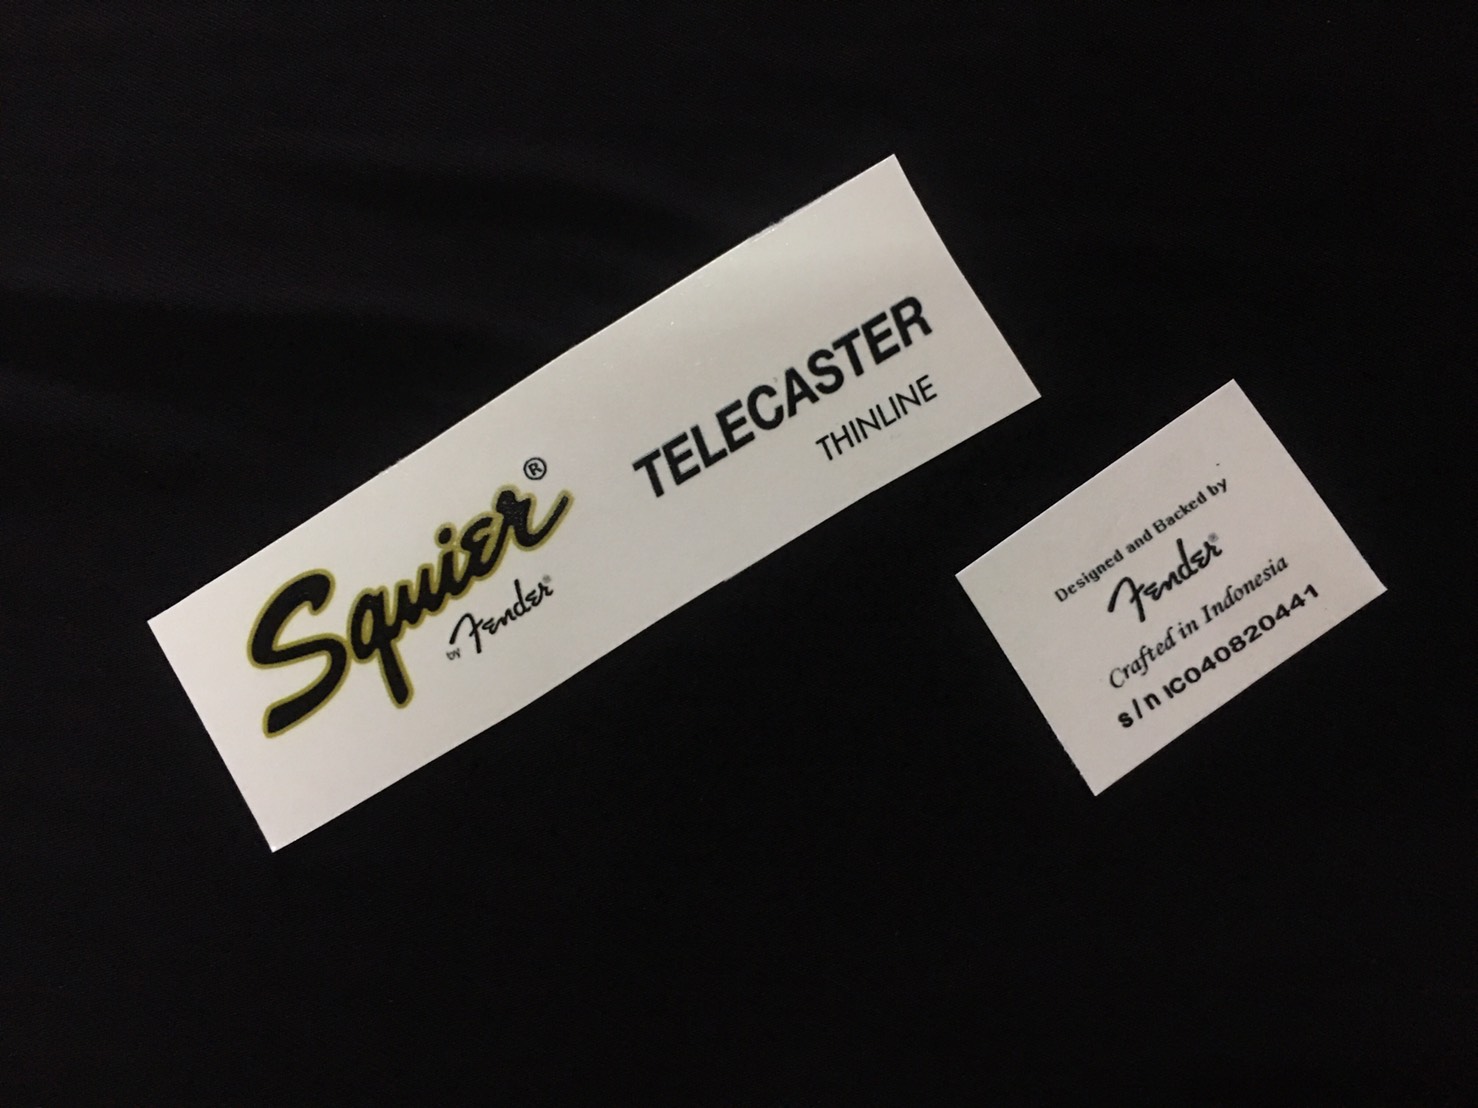 Squier®
by Fender®
TELECASTER
THINLINE
Designed and Backed by
Fender®
Crafted in Indonesia
s/n IC040820441